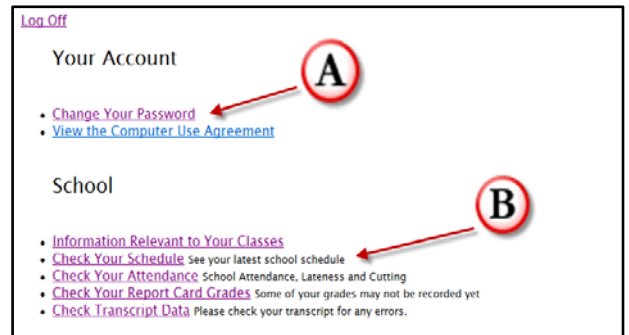 Log Off
Your Account
A
Change Your Password
View the Computer Use Agreement
School
B
Information Relevant to Your Classes
Check Your Schedule See your latest school schedule
Check Your Attendance School Attendance, Lateness and Cutting
Check Your Report Card Grades Some of your grades may not be recorded yet
Check Transcript Data Please check your transcript for any errors.